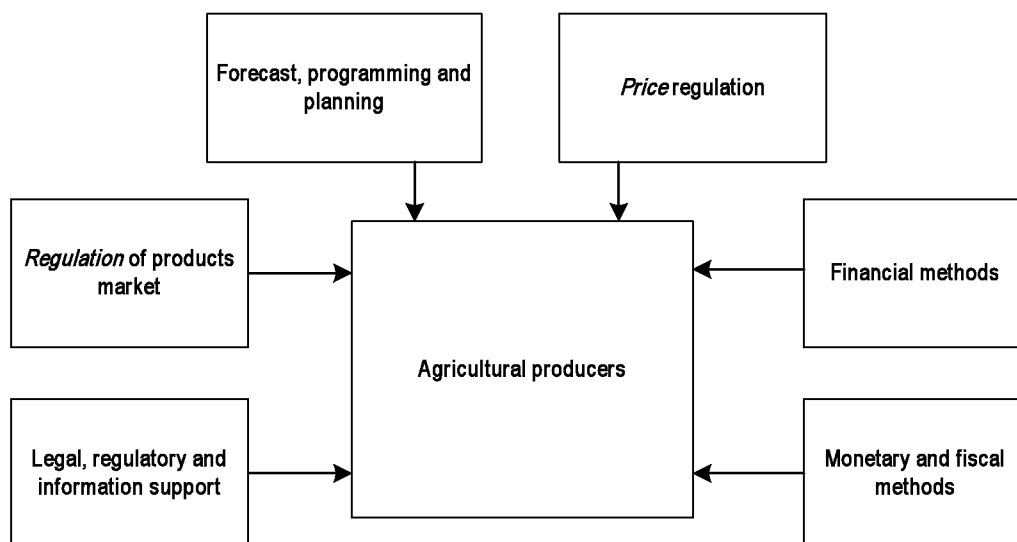 Forecast, programming and
planning
Price regulation
Regulation of products
market
Financial methods
Agricultural producers
Legal, regulatory and
information support
Monetary and fiscal
methods